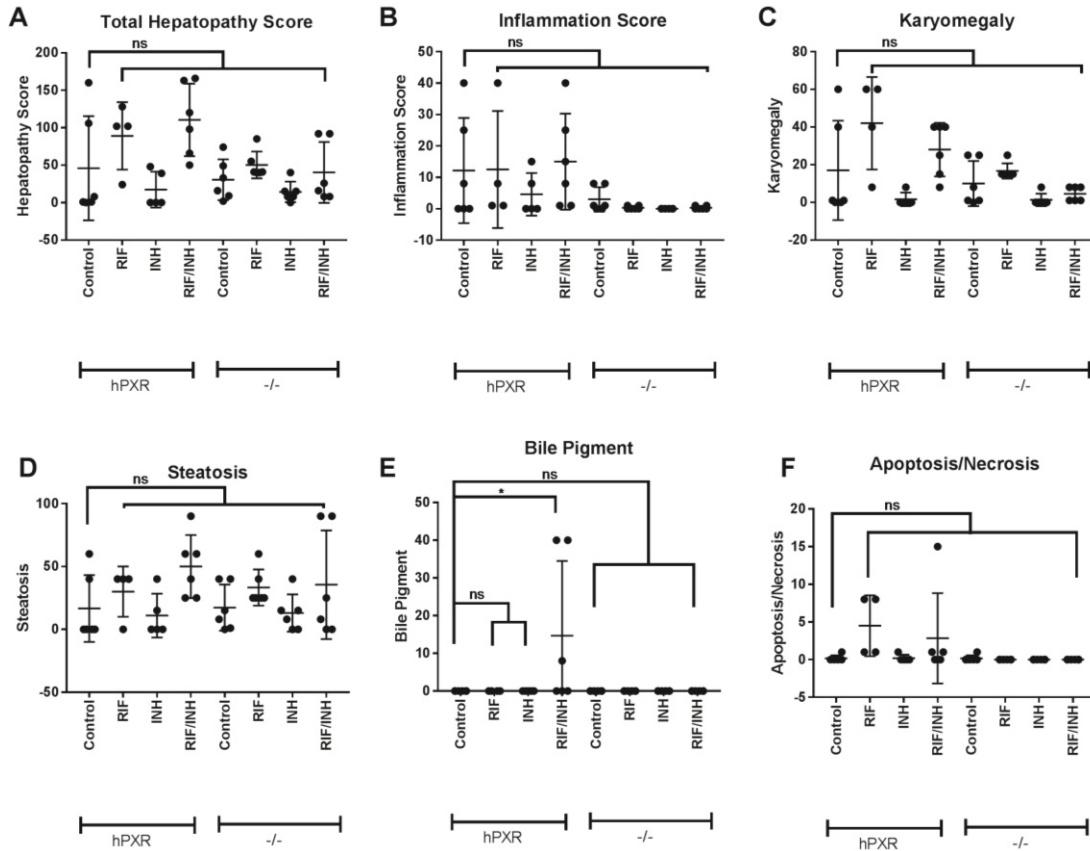 A
Total Hepatopathy Score
ns
Hepatopathy Score
200
150
100
50
0
-50
Control
RIF
INH
RIF/INH
Control
RIF
INH
RIF/INH
hPXR
-/-
B
Inflammation Score
ns
Inflammation Score
50
40
30
20
10
0
-10
Control
RIF
INH
RIF/INH
Control
RIF
INH
RIF/INH
hPXR
-/-
C
Karyomegaly
ns
Karyomegaly
80
60
40
20
0
-20
Control
RIF
INH
RIF/INH
Control
RIF
INH
RIF/INH
hPXR
-/-
D
Steatosis
ns
Steatosis
100
50
0
-50
Control
RIF
INH
RIF/INH
Control
RIF
INH
RIF/INH
hPXR
-/-
E
Bile Pigment
ns
*
ns
Bile Pigment
50
40
30
20
10
0
Control
RIF
INH
RIF/INH
Control
RIF
INH
RIF/INH
hPXR
-/-
F
Apoptosis/Necrosis
ns
Apoptosis/Necrosis
20
15
10
5
0
-5
Control
RIF
INH
RIF/INH
Control
RIF
INH
RIF/INH
hPXR
-/-